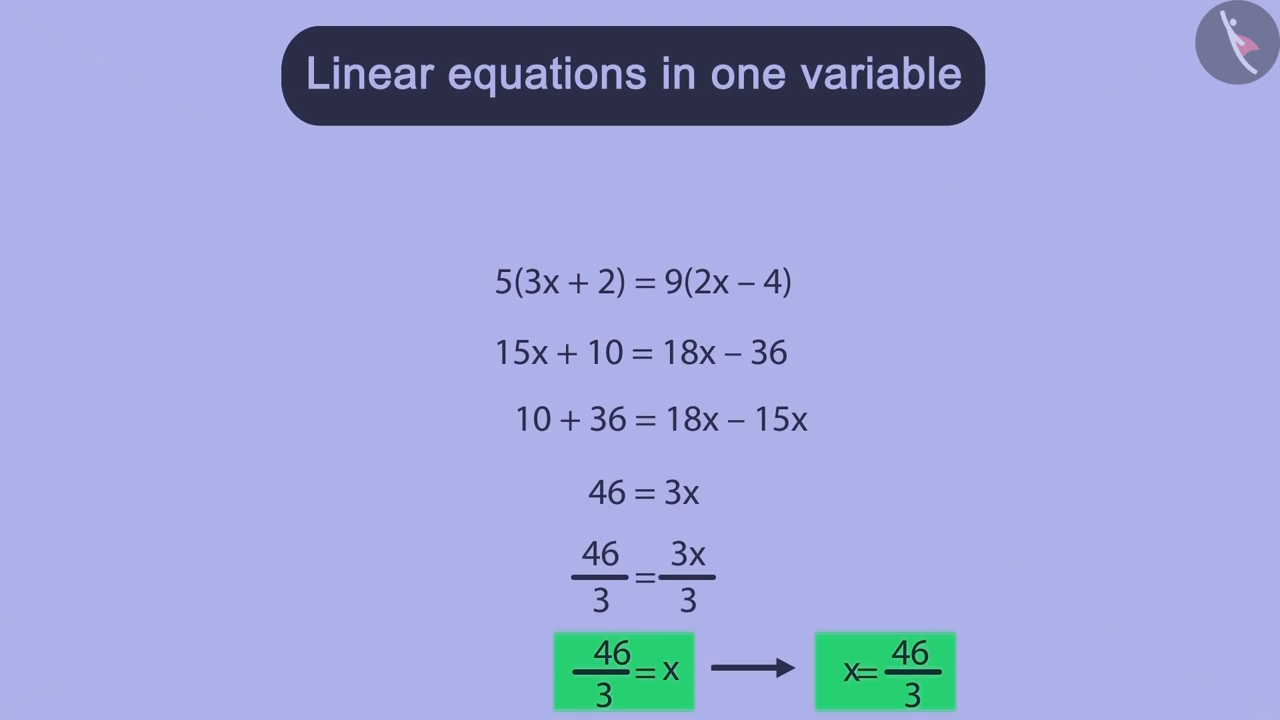 Linear equations in one variable
5(3x + 2) = 9(2x – 4)
15x + 10 = 18x – 36
10 + 36 = 18x – 15x
46 = 3x
46/3 = 3x/3
46/3 = x → x = 46/3